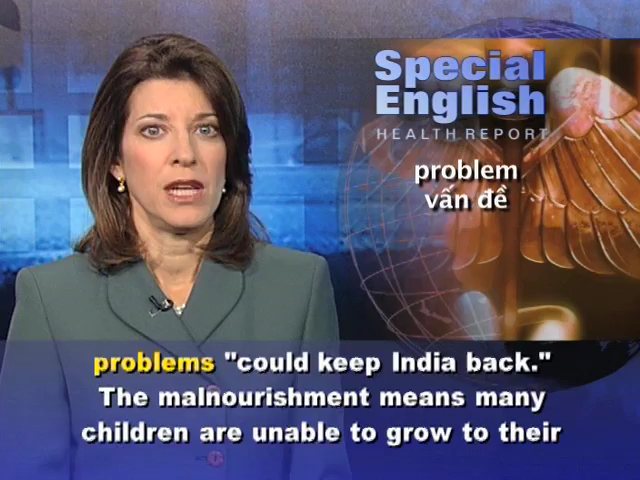 Special
English
HEALTH REPORT
problem
vấn đề
problems "could keep India back."
The malnourishment means many
children are unable to grow to their